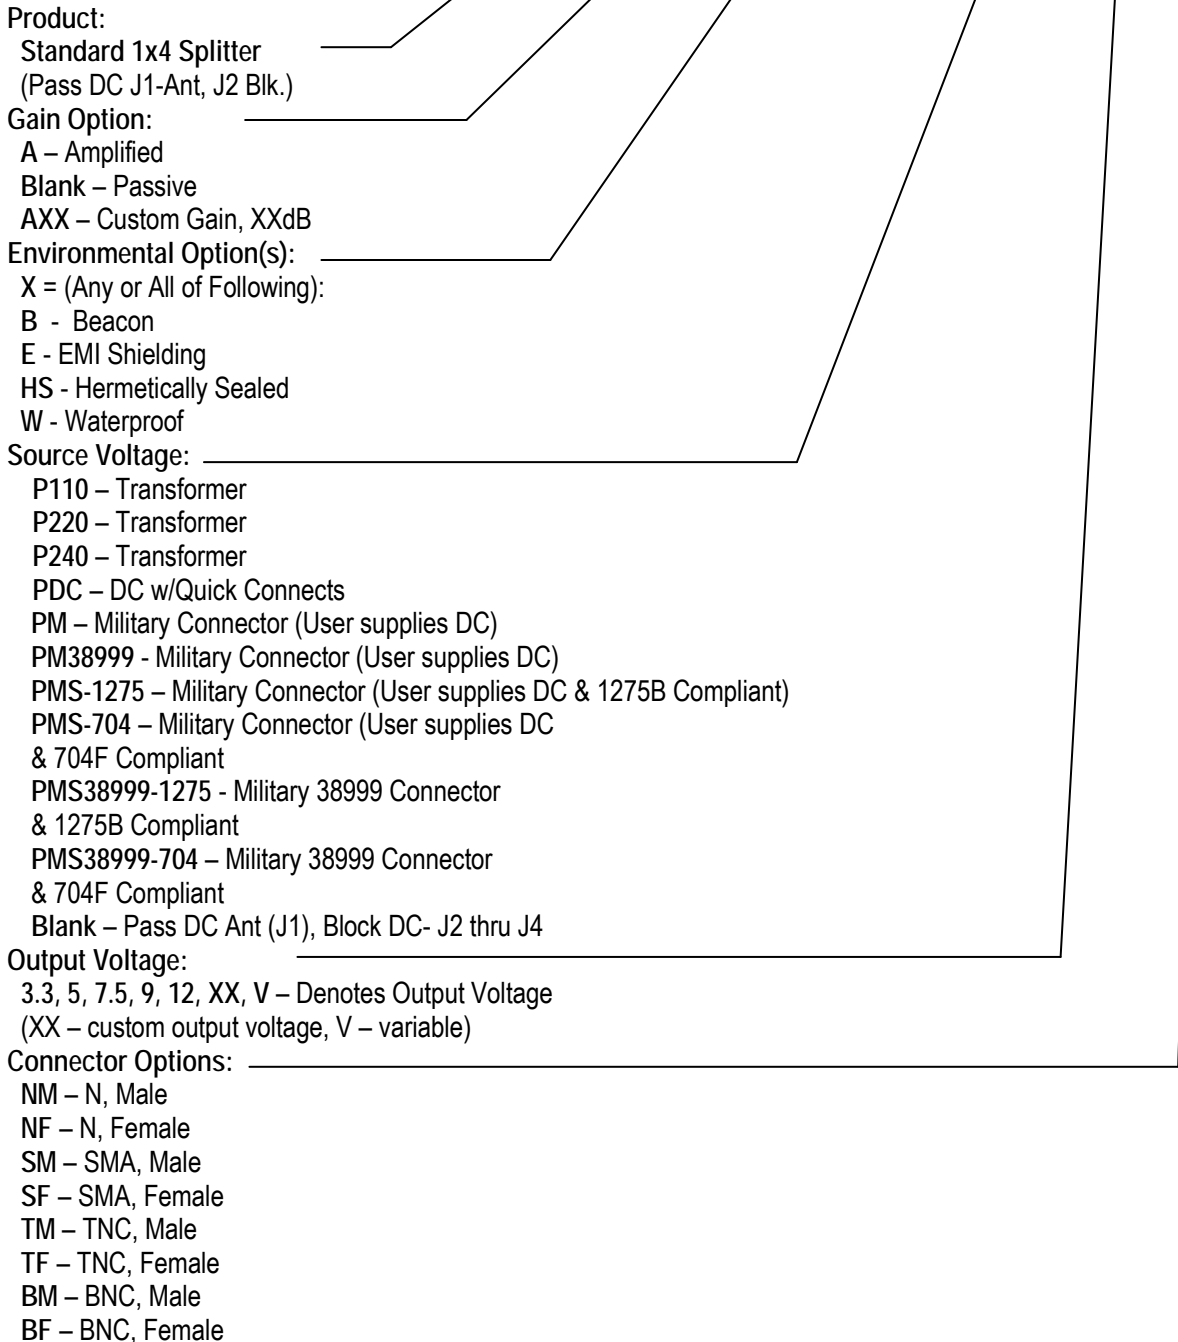 Product:
Standard 1x4 Splitter
(Pass DC J1-Ant, J2 Blk.)
Gain Option:
A – Amplified
Blank – Passive
AXX – Custom Gain, XXdB
Environmental Option(s):
X = (Any or All of Following):
B - Beacon
E - EMI Shielding
HS - Hermetically Sealed
W - Waterproof
Source Voltage:
P110 – Transformer
P220 – Transformer
P240 – Transformer
PDC – DC w/Quick Connects
PM – Military Connector (User supplies DC)
PM38999 - Military Connector (User supplies DC)
PMS-1275 – Military Connector (User supplies DC & 1275B Compliant)
PMS-704 – Military Connector (User supplies DC
& 704F Compliant
PMS38999-1275 - Military 38999 Connector
& 1275B Compliant
PMS38999-704 – Military 38999 Connector
& 704F Compliant
Blank – Pass DC Ant (J1), Block DC- J2 thru J4
Output Voltage:
3.3, 5, 7.5, 9, 12, XX, V – Denotes Output Voltage
(XX – custom output voltage, V – variable)
Connector Options:
NM – N, Male
NF – N, Female
SM – SMA, Male
SF – SMA, Female
TM – TNC, Male
TF – TNC, Female
BM – BNC, Male
BF – BNC, Female